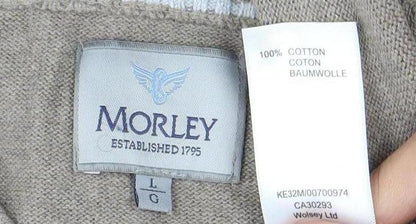 MORLEY
ESTABLISHED 1795
L
G
100% COTTON
COTON
BAUMWOLLE
KE32M/00700974
CA30293
Wolsey Ltd